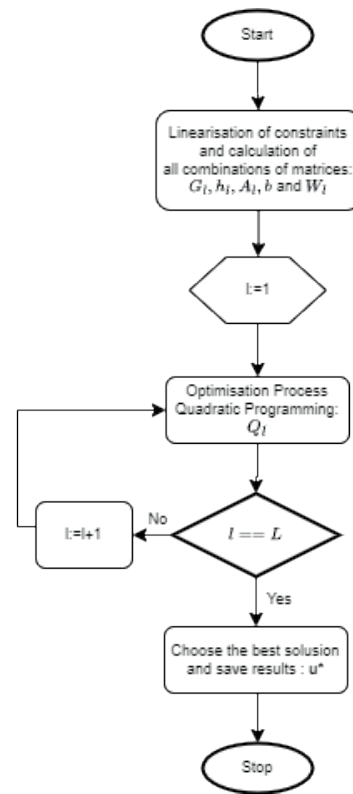 Start
Linearisation of constraints
and calculation of
all combinations of matrices:
G_l, h_l, A_l, b and W_l
l:=1
Optimisation Process
Quadratic Programming:
Q_l
l == L
No
l:=l+1
Yes
Choose the best solusion
and save results : u*
Stop